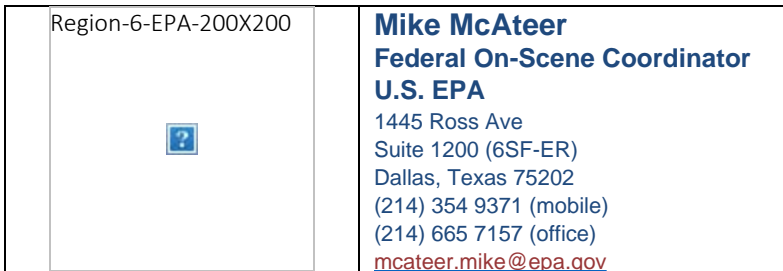 Region-6-EPA-200X200
Mike McAteer
Federal On-Scene Coordinator
U.S. EPA
1445 Ross Ave
Suite 1200 (6SF-ER)
Dallas, Texas 75202
(214) 354 9371 (mobile)
(214) 665 7157 (office)
mcateer.mike@epa.gov